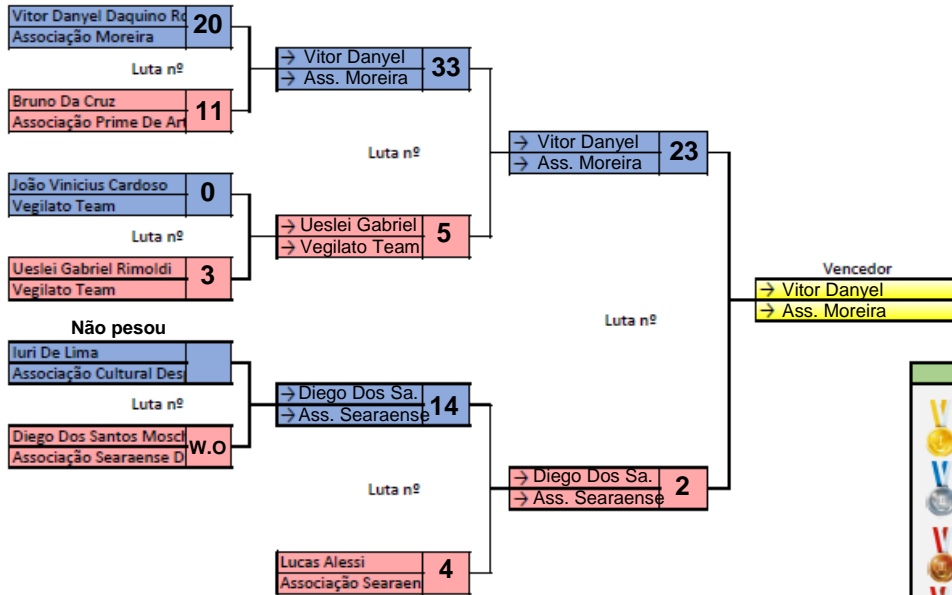 Vitor Danyel Daquino Ro 20
Associação Moreira
Luta nº
Bruno Da Cruz 11
Associação Prime De Art
João Vinicius Cardoso 0
Vegilato Team
Luta nº
Ueslei Gabriel Rimoldi 3
Vegilato Team
Não pesou
Iuri De Lima
Associação Cultural Desp
Luta nº
Diego Dos Santos Mosch W.O
Associação Searaense D
→ Vitor Danyel 33
→ Ass. Moreira
Luta nº
→ Ueslei Gabriel 5
→ Vegilato Team
→ Diego Dos Sa. 14
→ Ass. Searaense
Luta nº
Lucas Alessi 4
Associação Searaen
→ Vitor Danyel 23
→ Ass. Moreira
Luta nº
→ Diego Dos Sa. 2
→ Ass. Searaense
Vencedor
→ Vitor Danyel
→ Ass. Moreira